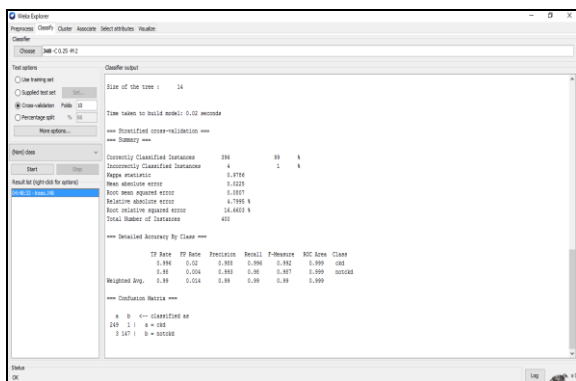 Weka Explorer
Preprocess Classify Cluster Associate Select attributes Visualize
Classifier
Choose J48 -C 0.25 -M 2
Test options
Use training set
Supplied test set Set...
Cross-validation Folds 10
Percentage split % 66
More options...
(Nom) class
Start Stop
Result list (right-click for options)
Classifier output
Size of the tree : 14
Time taken to build model: 0.02 seconds
=== Stratified cross-validation ===
=== Summary ===
Correctly Classified Instances 396 99 %
Incorrectly Classified Instances 4 1 %
Kappa statistic 0.9786
Mean absolute error 0.0225
Root mean squared error 0.0807
Relative absolute error 4.7995 %
Root relative squared error 16.6603 %
Total Number of Instances 400
=== Detailed Accuracy By Class ===
TP Rate FP Rate Precision Recall F-Measure ROC Area Class
0.996 0.02 0.988 0.996 0.992 0.999 ckd
0.98 0.004 0.993 0.98 0.987 0.999 notckd
Weighted Avg. 0.99 0.014 0.99 0.99 0.99 0.999
=== Confusion Matrix ===
a b <-- classified as
249 1 | a = ckd
3 147 | b = notckd
Status
OK
Log
x 0